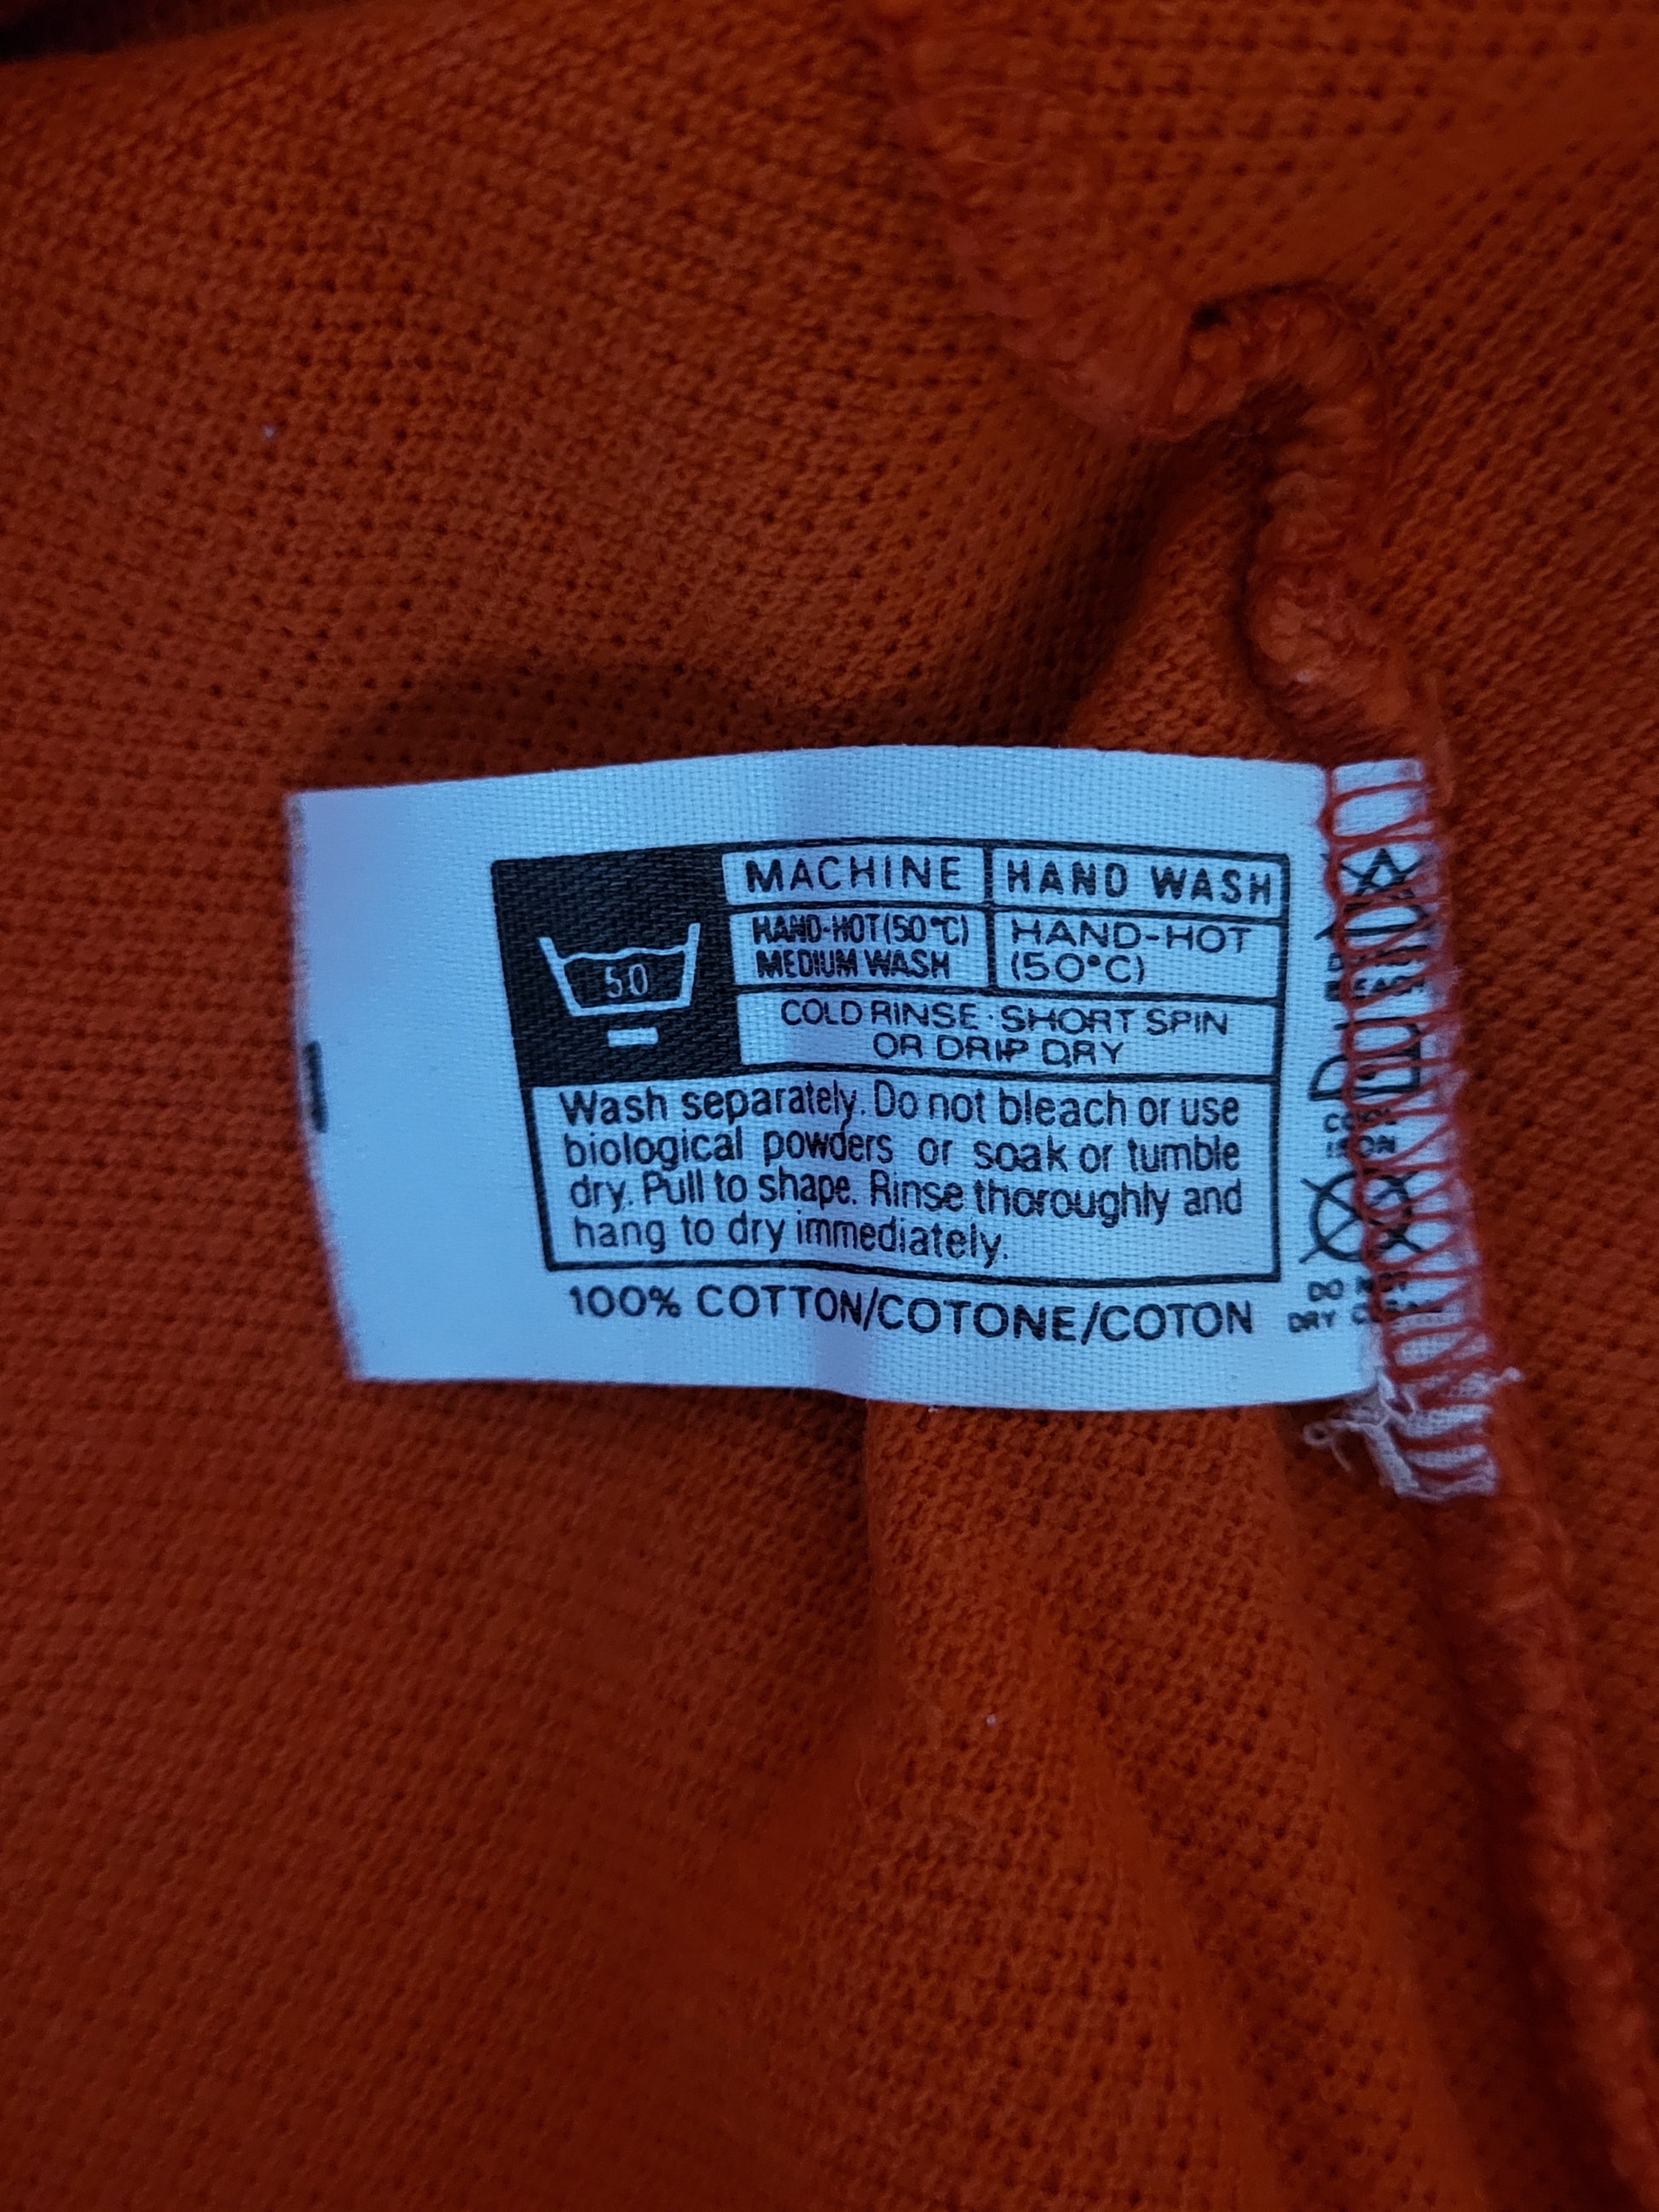 MACHINE
HAND WASH
HAND-HOT(50°C)
MEDIUM WASH
HAND-HOT
(50°C)
50
COLD RINSE·SHORT SPIN
OR DRIP DRY
Wash separately. Do not bleach or use
biological powders or soak or tumble
dry. Pull to shape. Rinse thoroughly and
hang to dry immediately.
100% COTTON/COTONE/COTON
DO
DRY